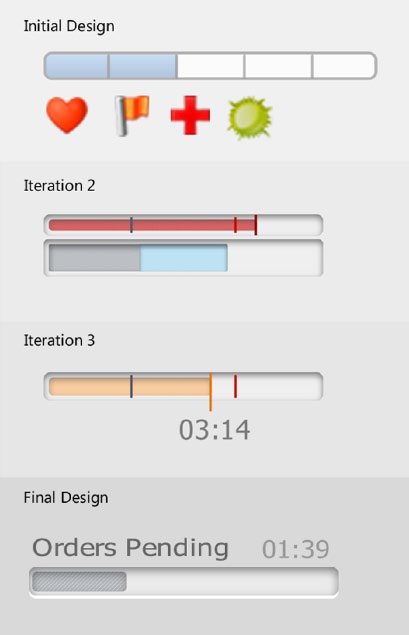 Initial Design
Iteration 2
Iteration 3
03:14
Final Design
Orders Pending 01:39